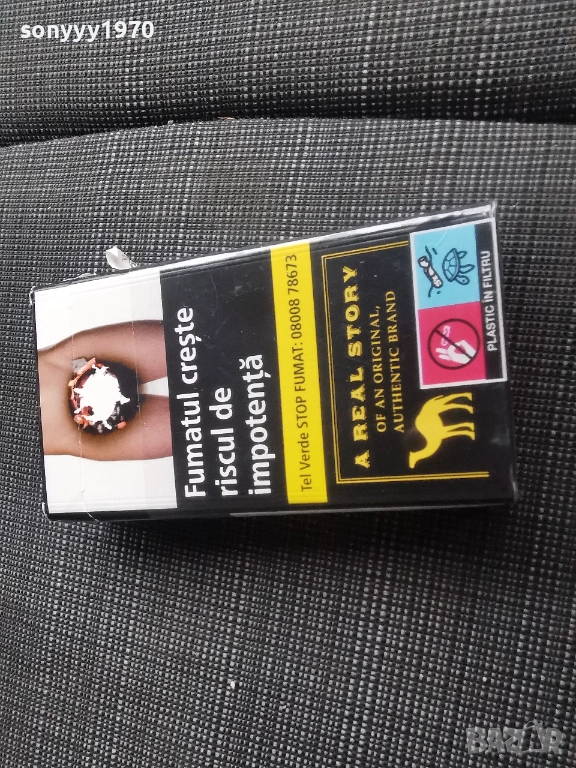 sonyyy1970
Fumatul crește
riscul de
impotență
Tel Verde STOP FUMAT: 08008 78673
A REAL STORY
OF AN ORIGINAL,
AUTHENTIC BRAND
PLASTIC ÎN FILTRU
BAZAR